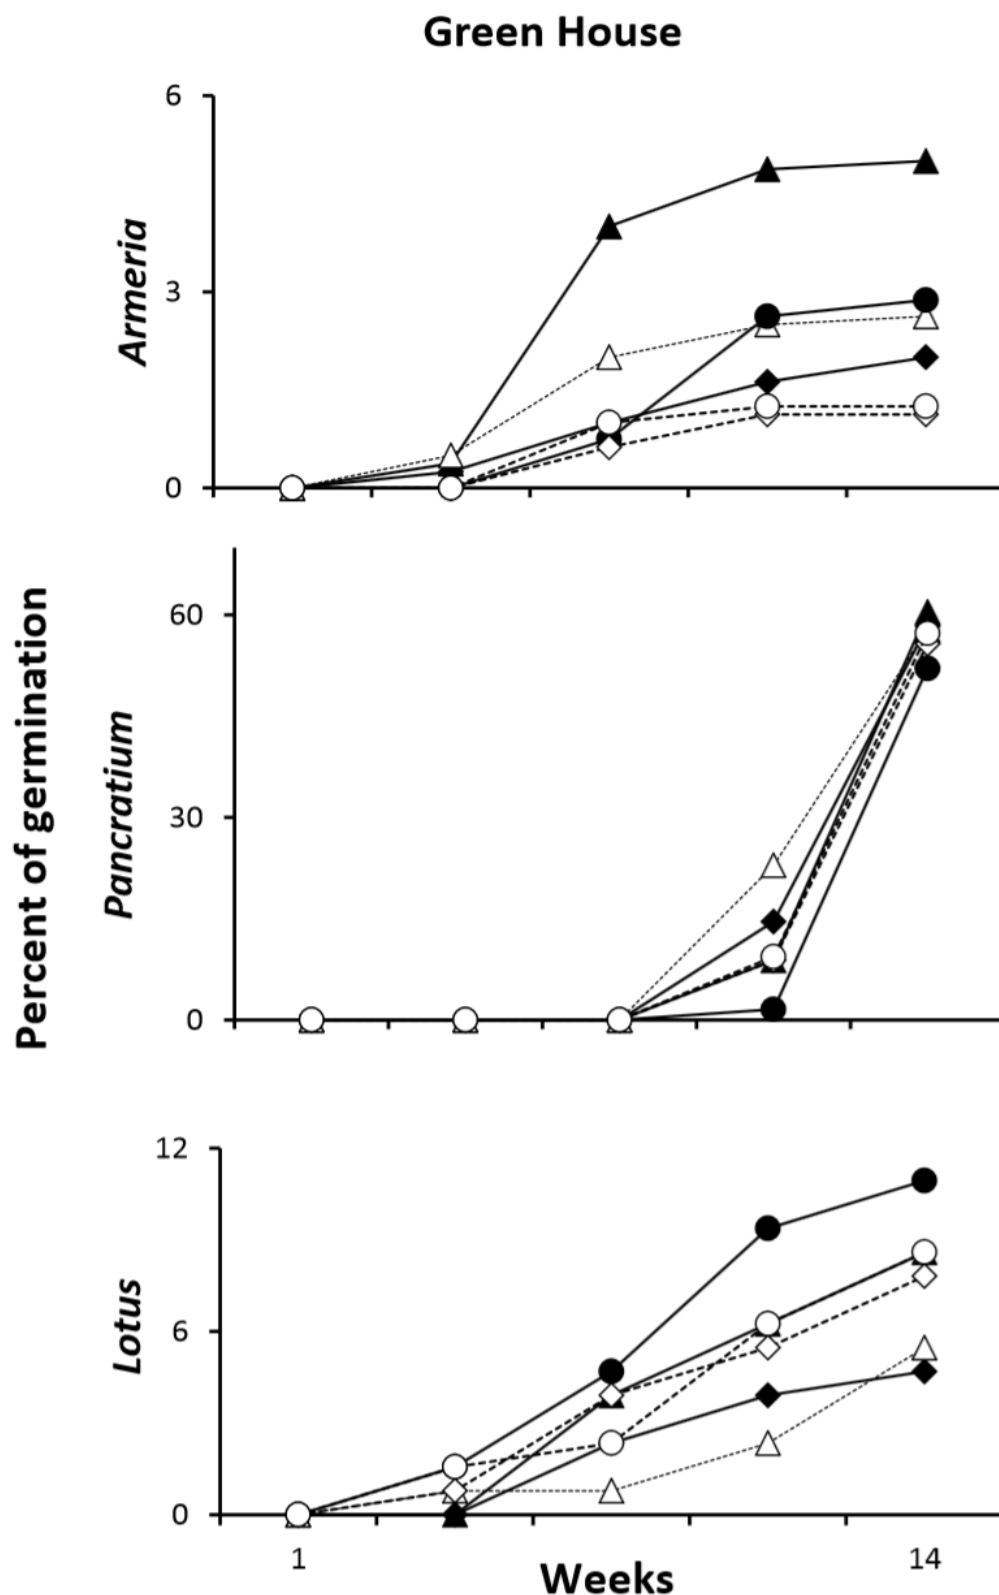 Green House
Percent of germination
Armeria
6
3
0
Pancratium
60
30
0
Lotus
12
6
0
1
14
Weeks